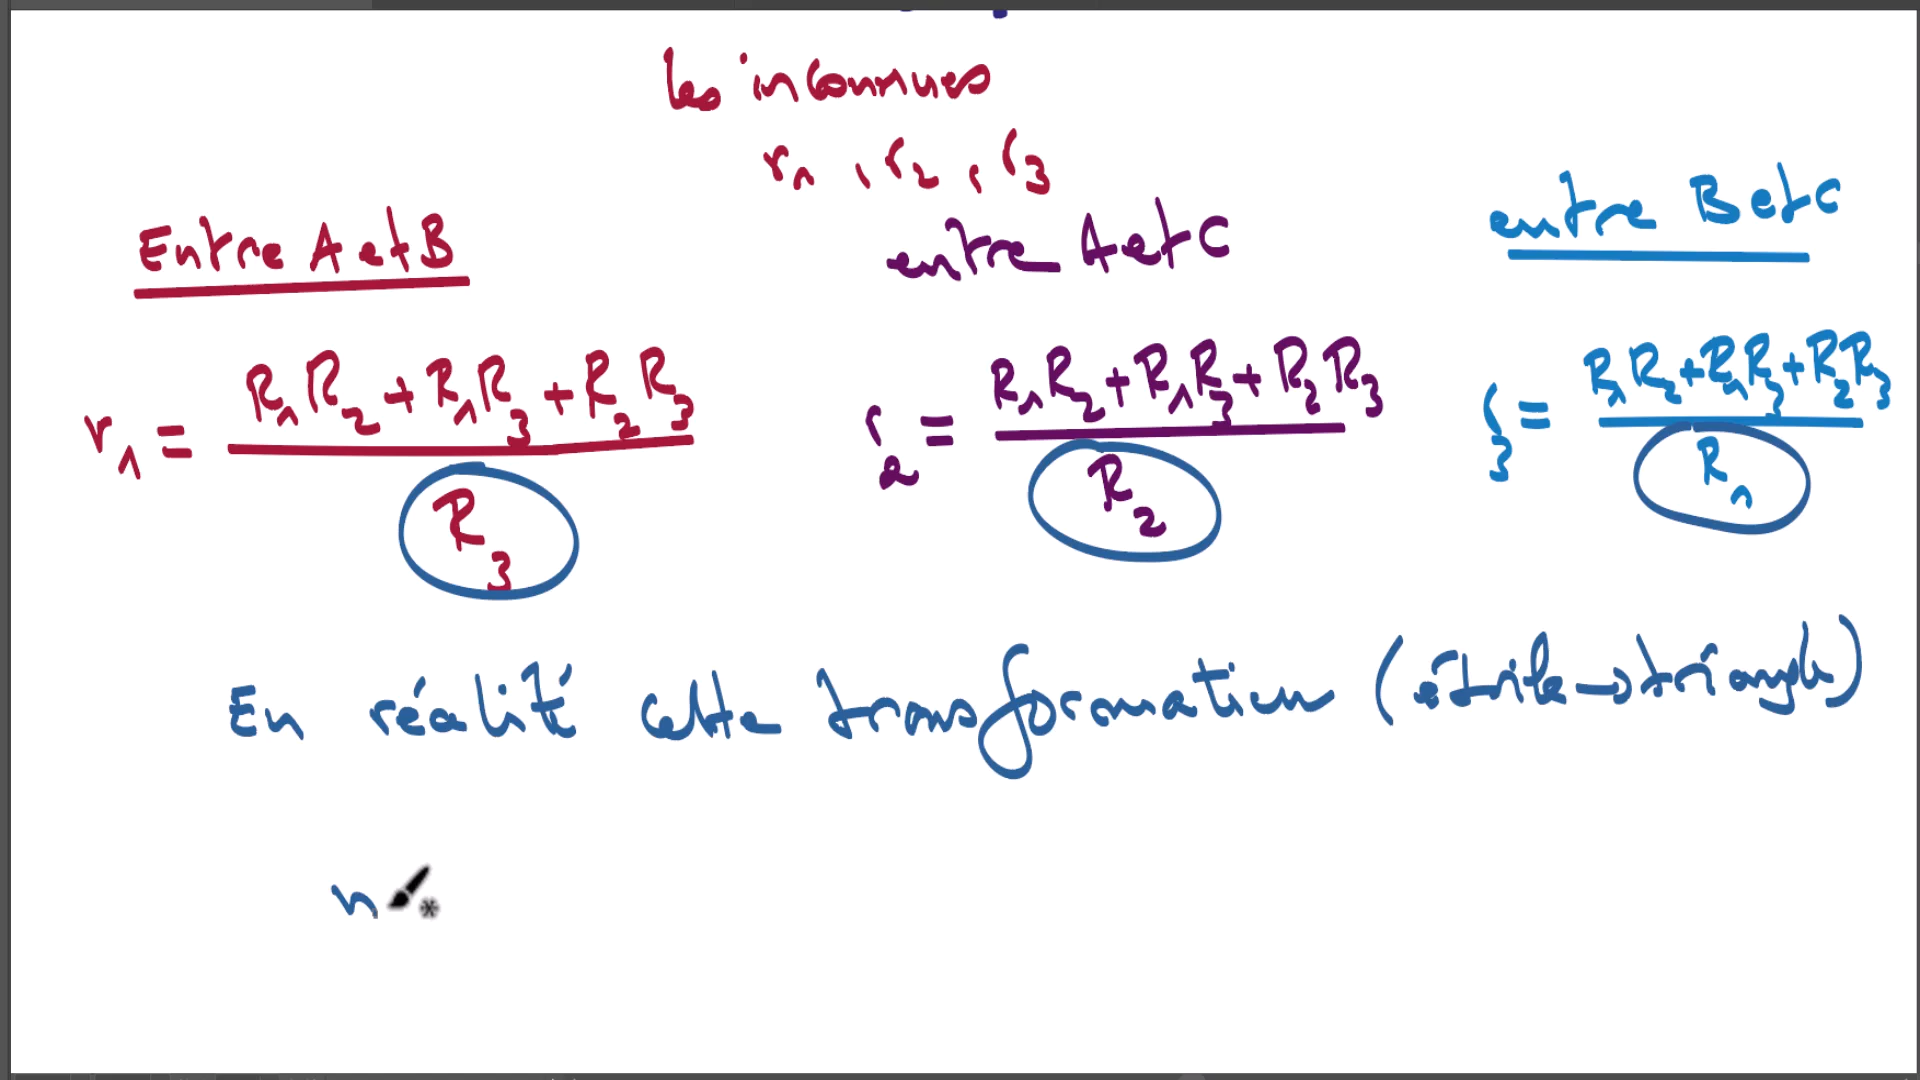 les inconnues
r₁ , r₂ , r₃
Entre A et B
entre A et C
entre B et C
r₁ = (R₁R₂ + R₁R₃ + R₂R₃) / R₃
r₂ = (R₁R₂ + R₁R₃ + R₂R₃) / R₂
r₃ = (R₁R₂ + R₁R₃ + R₂R₃) / R₁
En réalité cette transformation (étoile → triangle)
n